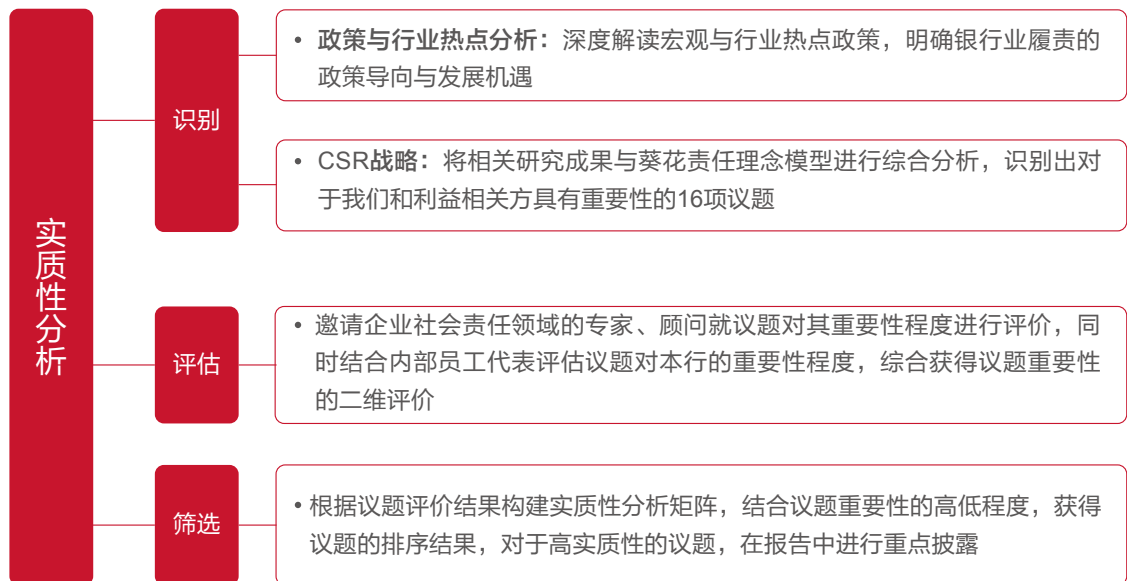 实质性分析
识别
• 政策与行业热点分析：深度解读宏观与行业热点政策，明确银行业履责的
政策导向与发展机遇
• CSR战略：将相关研究成果与葵花责任理念模型进行综合分析，识别出对
于我们和利益相关方具有重要性的16项议题
评估
• 邀请企业社会责任领域的专家、顾问就议题对其重要性程度进行评价，同
时结合内部员工代表评估议题对本行的重要性程度，综合获得议题重要性
的二维评价
筛选
• 根据议题评价结果构建实质性分析矩阵，结合议题重要性的高低程度，获得
议题的排序结果，对于高实质性的议题，在报告中进行重点披露